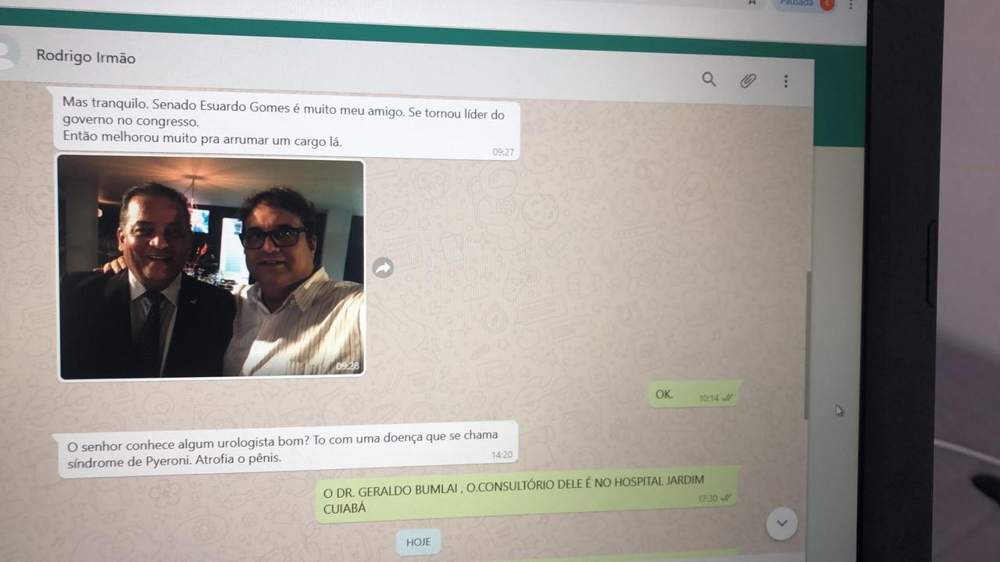 Pausada
C
Rodrigo Irmão
Mas tranquilo. Senado Esuardo Gomes é muito meu amigo. Se tornou líder do
governo no congresso.
Então melhorou muito pra arrumar um cargo lá.
09:27
09:28
OK.
10:14
O senhor conhece algum urologista bom? To com uma doença que se chama
síndrome de Pyeroni. Atrofia o pênis.
14:20
O DR. GERALDO BUMLAI , O.CONSULTÓRIO DELE É NO HOSPITAL JARDIM
CUIABÁ
17:30
HOJE